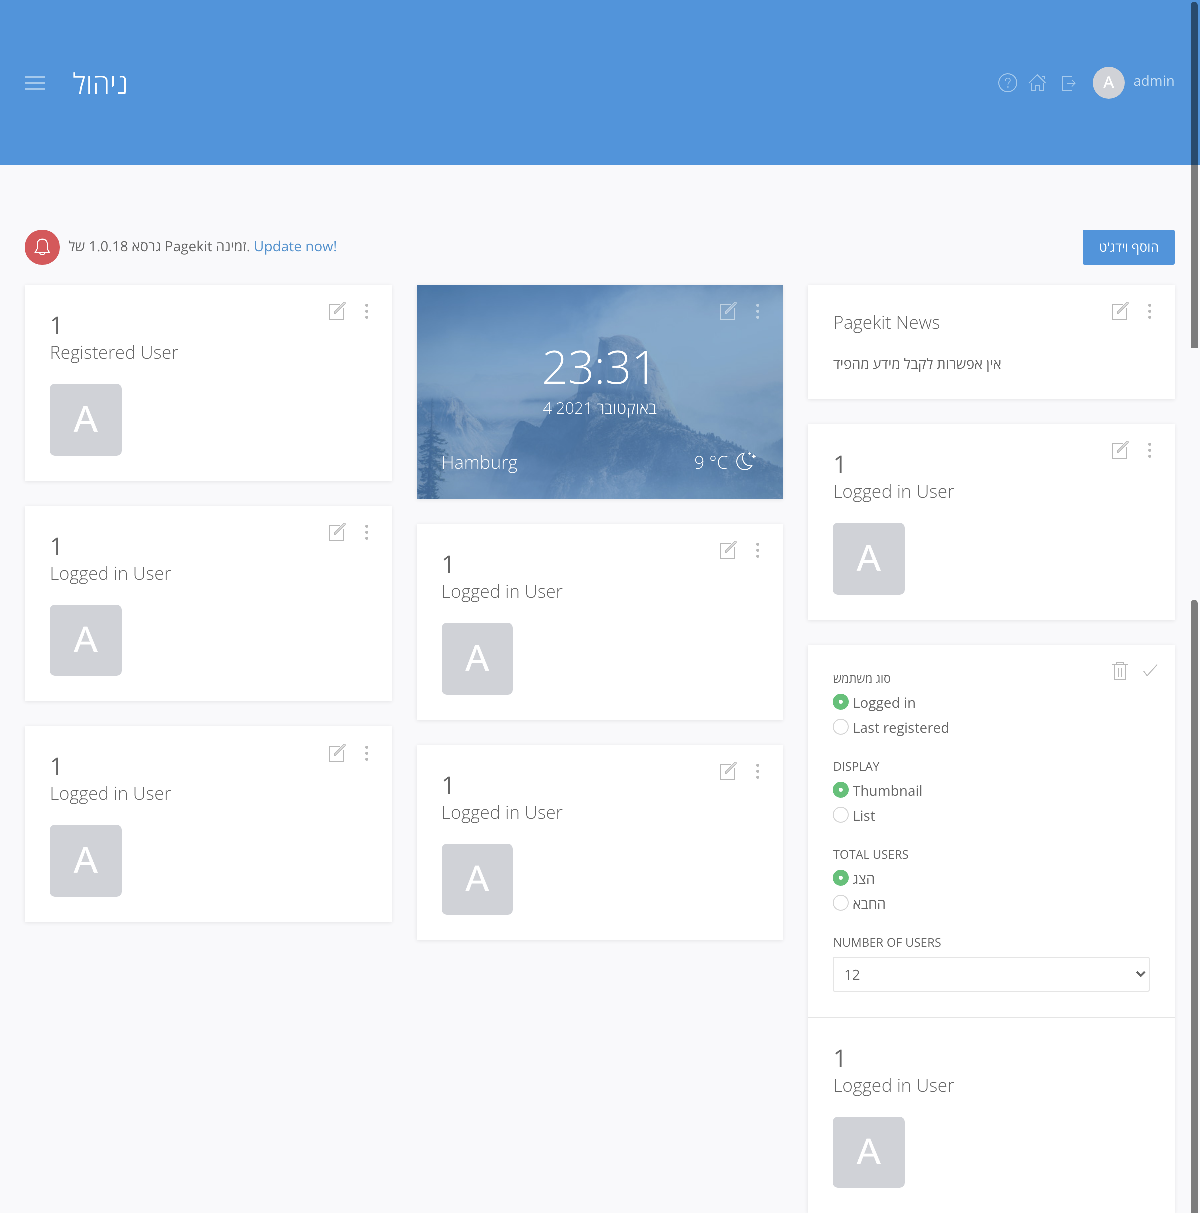 ניהול
A admin
גרסא 1.0.18 של Pagekit זמינה. Update now!
הוסף וידג'ט
1
Registered User
A
1
Logged in User
A
1
Logged in User
A
23:31
4 באוקטובר 2021
Hamburg
9 °C
1
Logged in User
A
1
Logged in User
A
Pagekit News
אין אפשרות לקבל מידע מהפיד
1
Logged in User
A
סוג משתמש
Logged in
Last registered
DISPLAY
Thumbnail
List
TOTAL USERS
הצג
החבא
NUMBER OF USERS
12
1
Logged in User
A